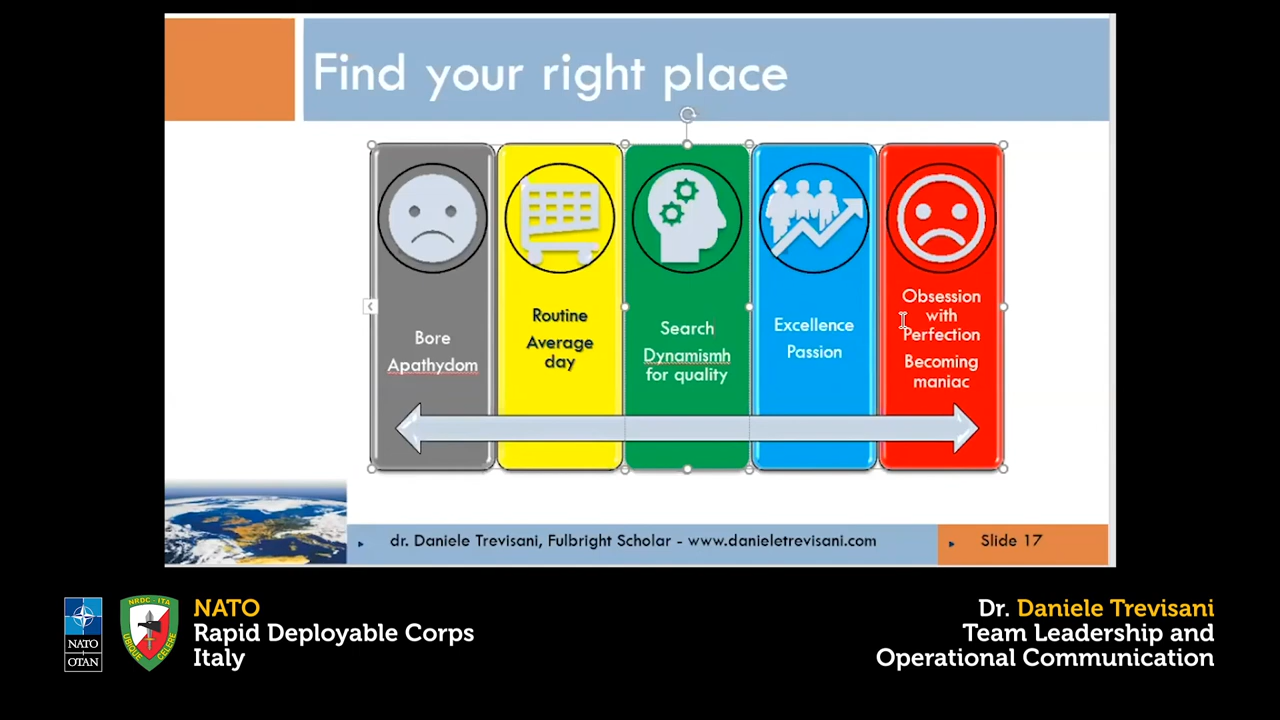 Find your right place
Bore
Apathydom
Routine
Average
day
Search
Dynamismh
for quality
Excellence
Passion
Obsession
with
Perfection
Becoming
maniac
dr. Daniele Trevisani, Fulbright Scholar - www.danieletrevisani.com
Slide 17
NATO
OTAN
NRDC - ITA
UBIQUE CELERE
NATO
Rapid Deployable Corps
Italy
Dr. Daniele Trevisani
Team Leadership and
Operational Communication